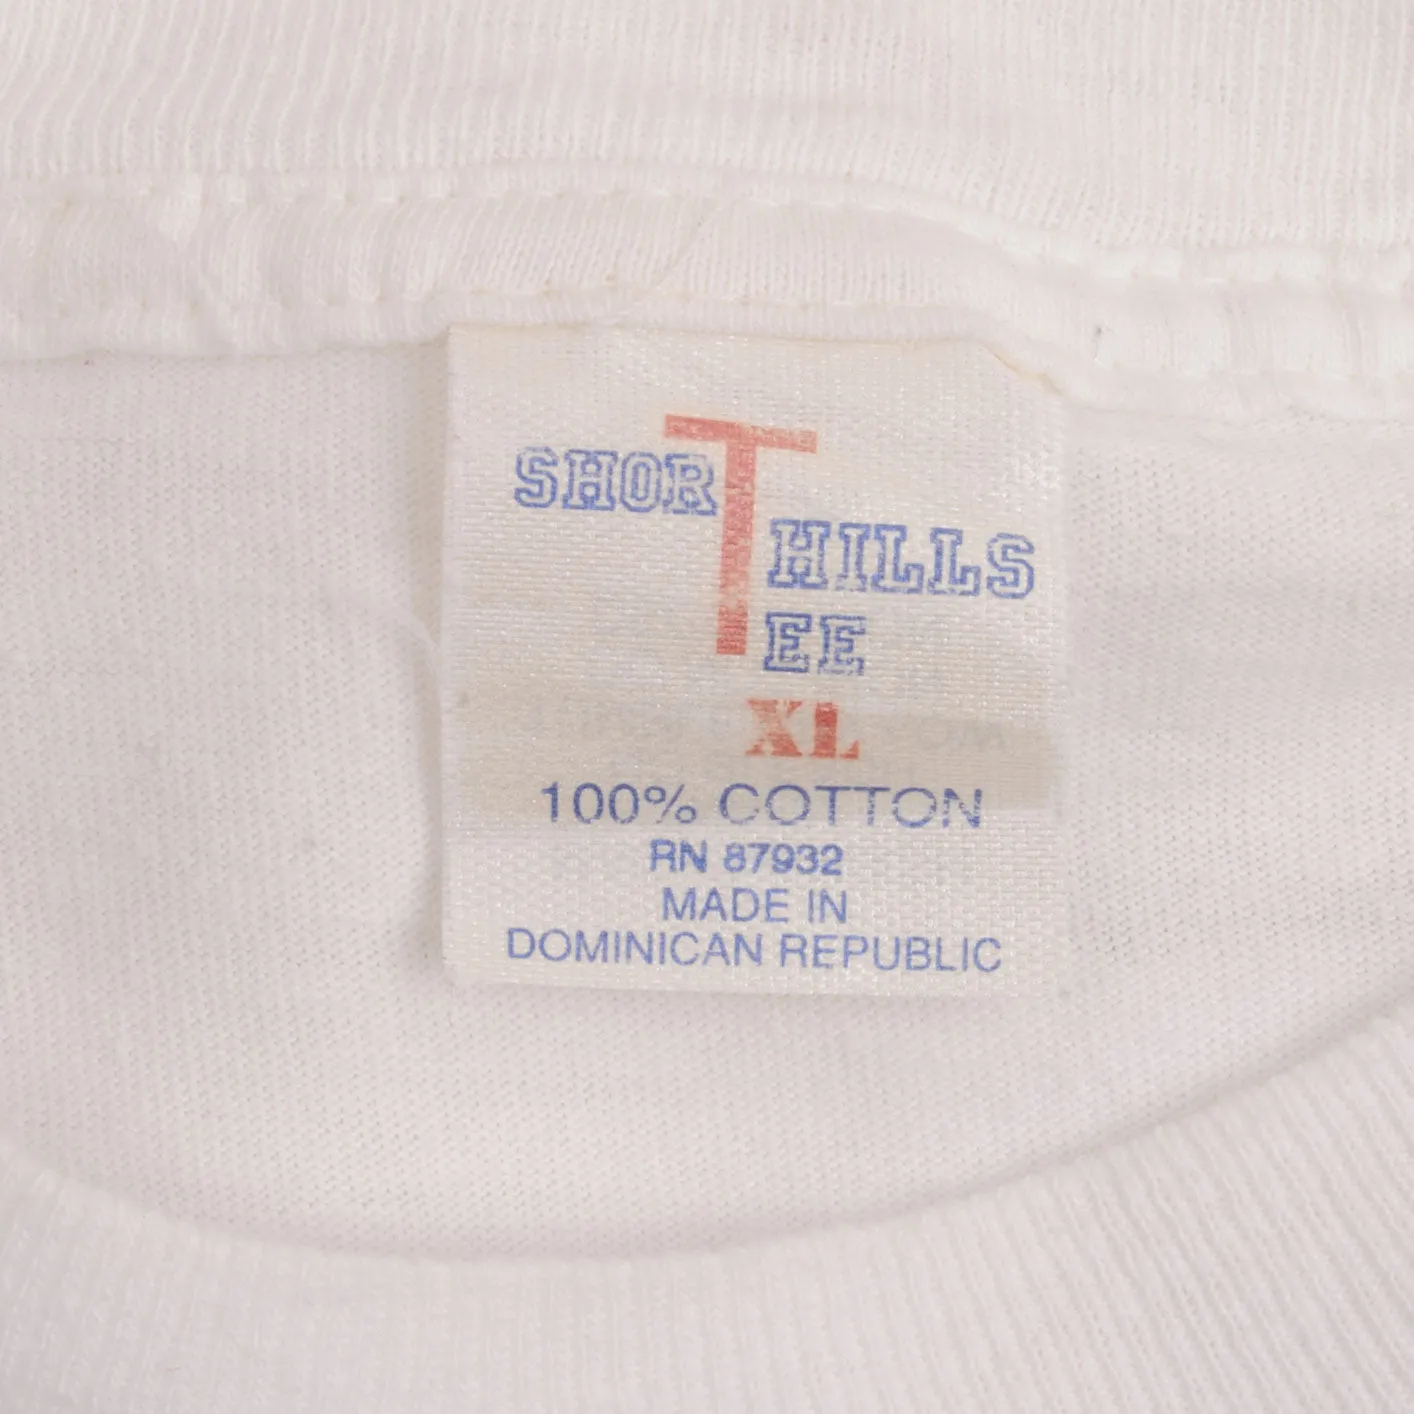 SHORT HILLS
TEE
XL
100% COTTON
RN 87932
MADE IN
DOMINICAN REPUBLIC